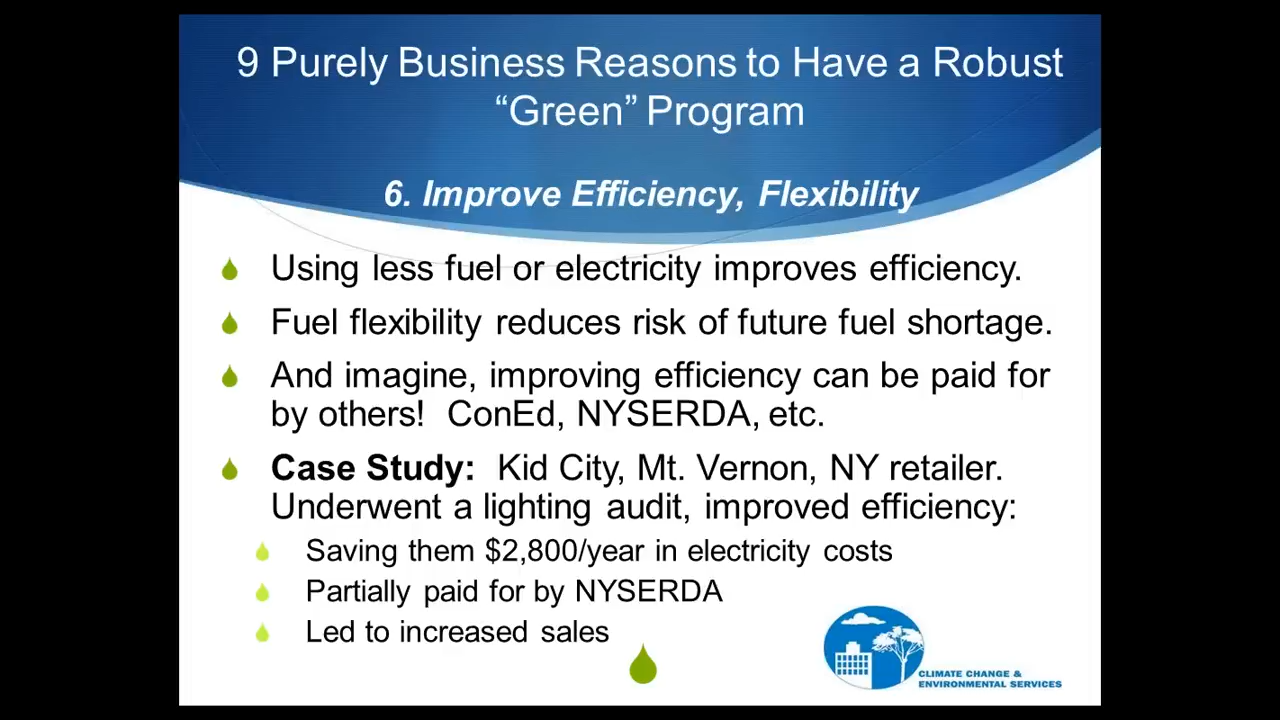 9 Purely Business Reasons to Have a Robust
“Green” Program
6. Improve Efficiency, Flexibility
Using less fuel or electricity improves efficiency.
Fuel flexibility reduces risk of future fuel shortage.
And imagine, improving efficiency can be paid for
by others!  ConEd, NYSERDA, etc.
Case Study:  Kid City, Mt. Vernon, NY retailer.
Underwent a lighting audit, improved efficiency:
Saving them $2,800/year in electricity costs
Partially paid for by NYSERDA
Led to increased sales
CLIMATE CHANGE &
ENVIRONMENTAL SERVICES